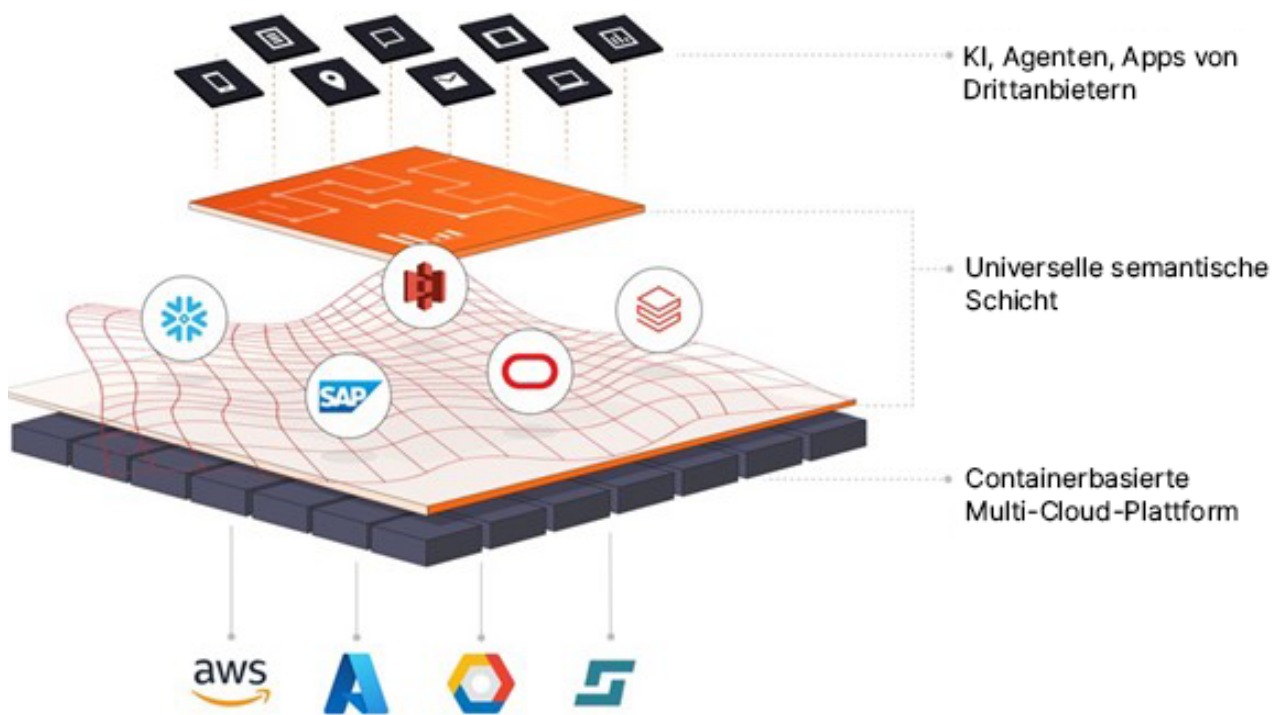 KI, Agenten, Apps von
Drittanbietern
Universelle semantische
Schicht
SAP
Containerbasierte
Multi-Cloud-Plattform
aws